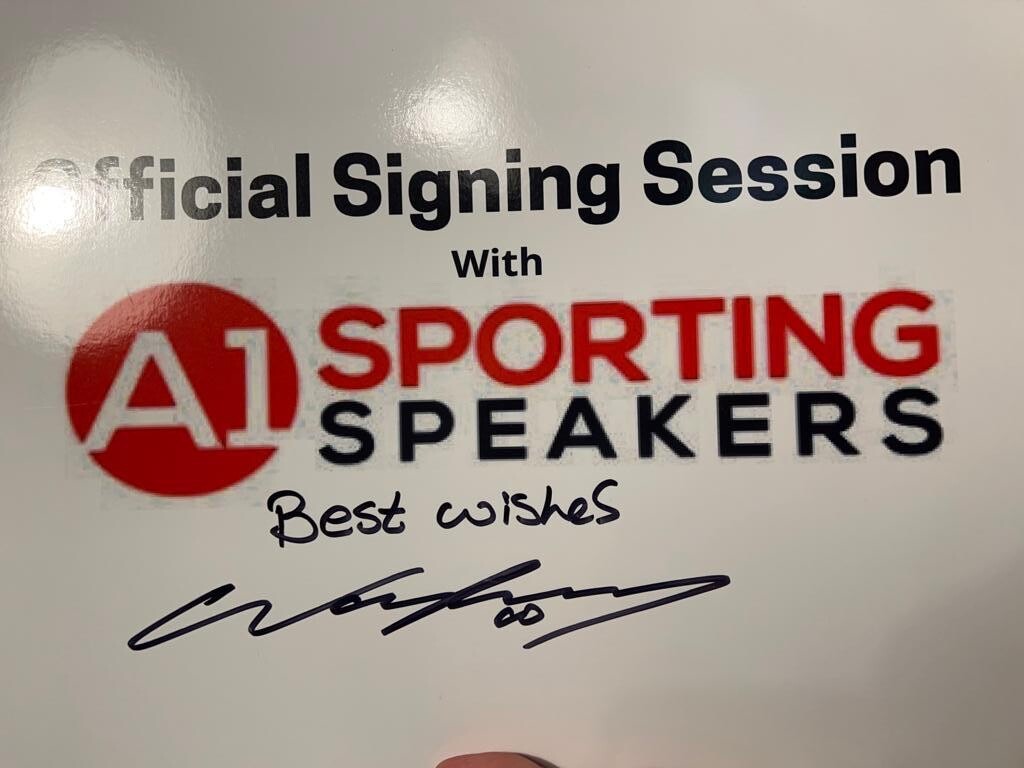 Official Signing Session
With
A1 SPORTING
SPEAKERS
Best wishes